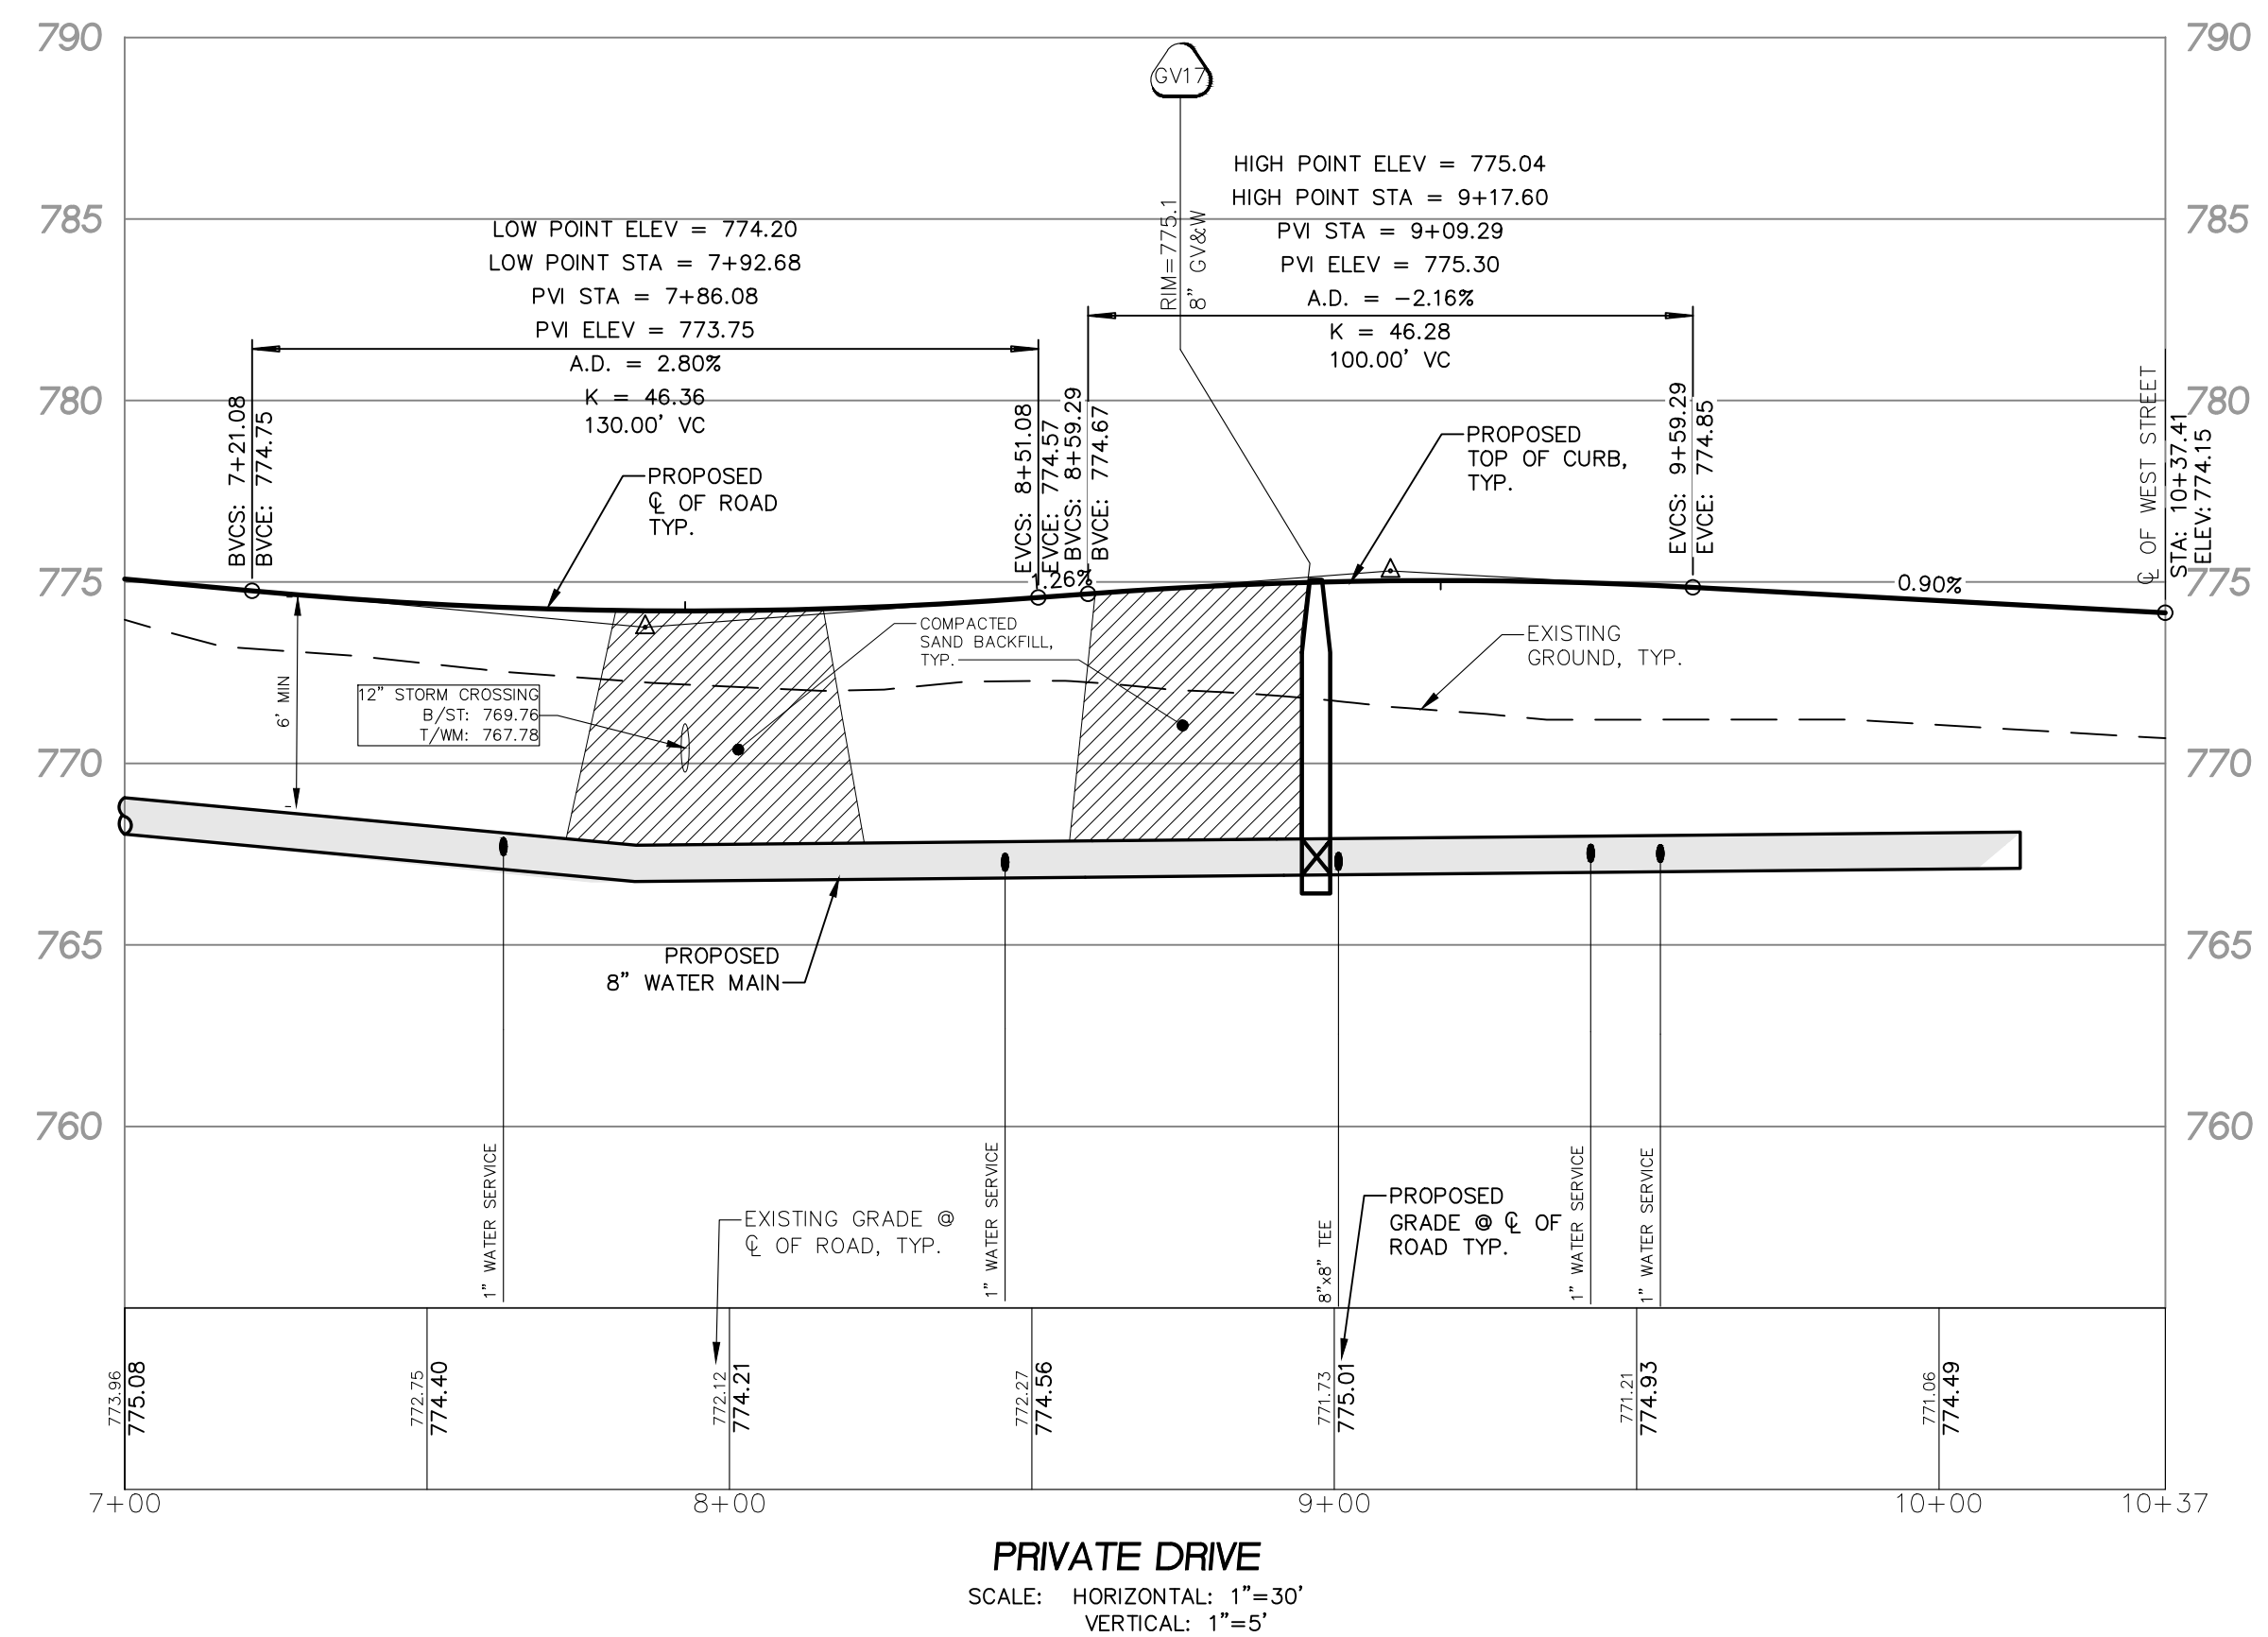 790
790
GV17
RIM=775.1
8" GV&W
HIGH POINT ELEV = 775.04
HIGH POINT STA = 9+17.60
PVI STA = 9+09.29
PVI ELEV = 775.30
A.D. = -2.16%
K = 46.28
100.00' VC
785
785
LOW POINT ELEV = 774.20
LOW POINT STA = 7+92.68
PVI STA = 7+86.08
PVI ELEV = 773.75
A.D. = 2.80%
K = 46.36
130.00' VC
780
780
BVCS: 7+21.08
BVCE: 774.75
EVCS: 8+51.08
EVCE: 774.57
BVCS: 8+59.29
BVCE: 774.67
EVCS: 9+59.29
EVCE: 774.85
℄ OF WEST STREET
STA: 10+37.41
ELEV: 774.15
PROPOSED
℄ OF ROAD
TYP.
PROPOSED
TOP OF CURB,
TYP.
775
775
1.26%
0.90%
COMPACTED
SAND BACKFILL,
TYP.
EXISTING
GROUND, TYP.
6' MIN
12" STORM CROSSING
B/ST: 769.76
T/WM: 767.78
770
770
765
765
PROPOSED
8" WATER MAIN
760
760
1" WATER SERVICE
1" WATER SERVICE
8"x8" TEE
1" WATER SERVICE
1" WATER SERVICE
EXISTING GRADE @
℄ OF ROAD, TYP.
PROPOSED
GRADE @ ℄ OF
ROAD TYP.
773.96
775.08
772.75
774.40
772.12
774.21
772.27
774.56
771.73
775.01
771.21
774.93
771.06
774.49
7+00
8+00
9+00
10+00
10+37
PRIVATE DRIVE
SCALE: HORIZONTAL: 1"=30'
VERTICAL: 1"=5'